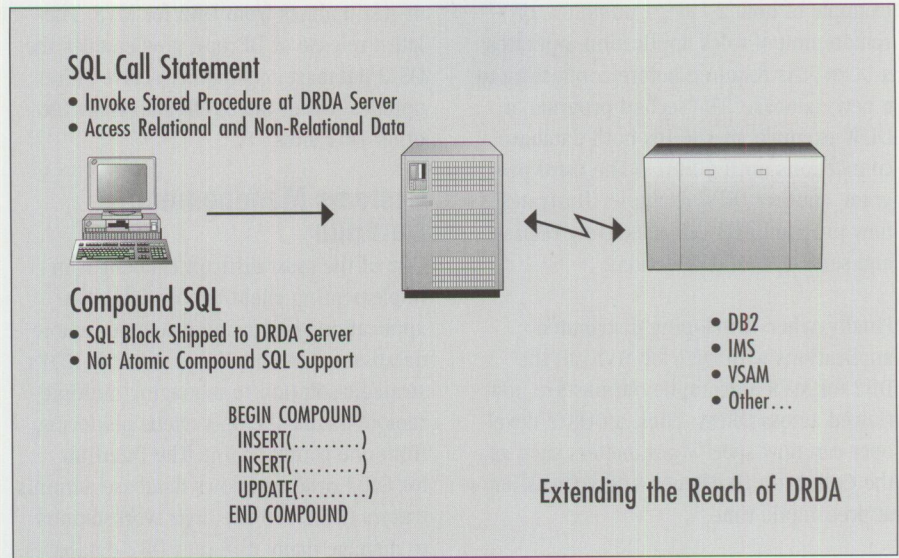 SQL Call Statement
• Invoke Stored Procedure at DRDA Server
• Access Relational and Non-Relational Data
Compound SQL
• SQL Block Shipped to DRDA Server
• Not Atomic Compound SQL Support
BEGIN COMPOUND
INSERT(.........)
INSERT(.........)
UPDATE(.........)
END COMPOUND
• DB2
• IMS
• VSAM
• Other...
Extending the Reach of DRDA